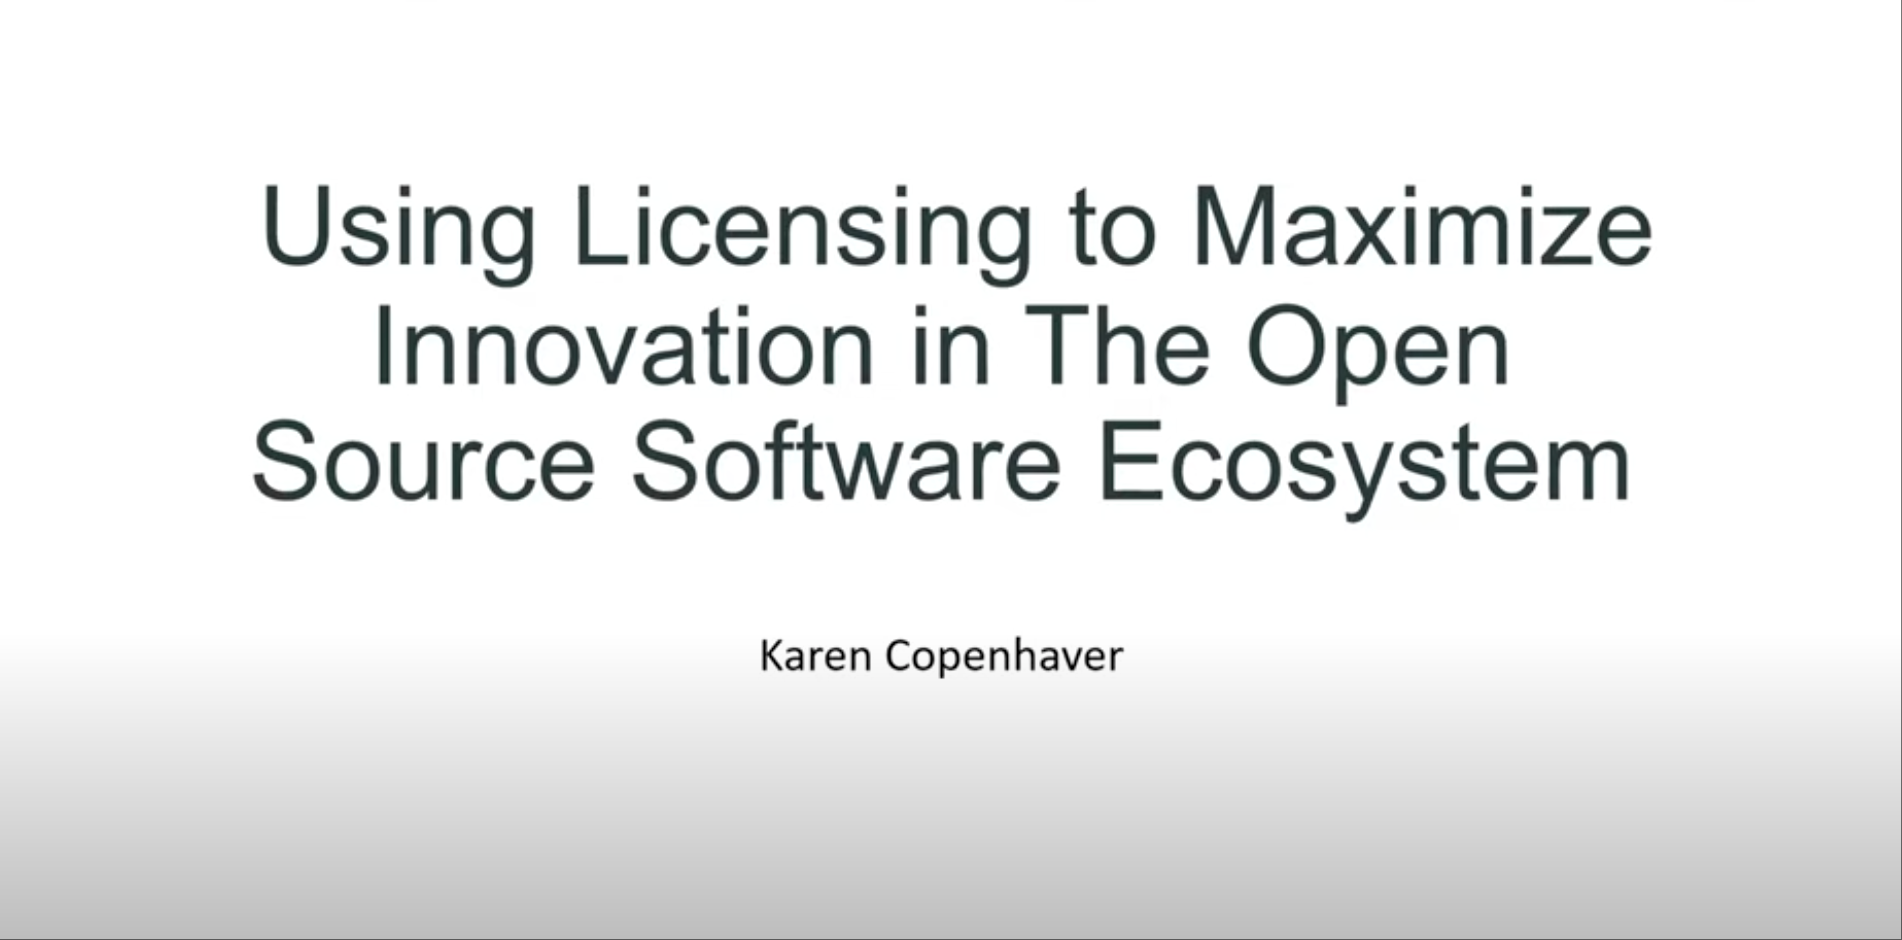 Using Licensing to Maximize
Innovation in The Open
Source Software Ecosystem
Karen Copenhaver